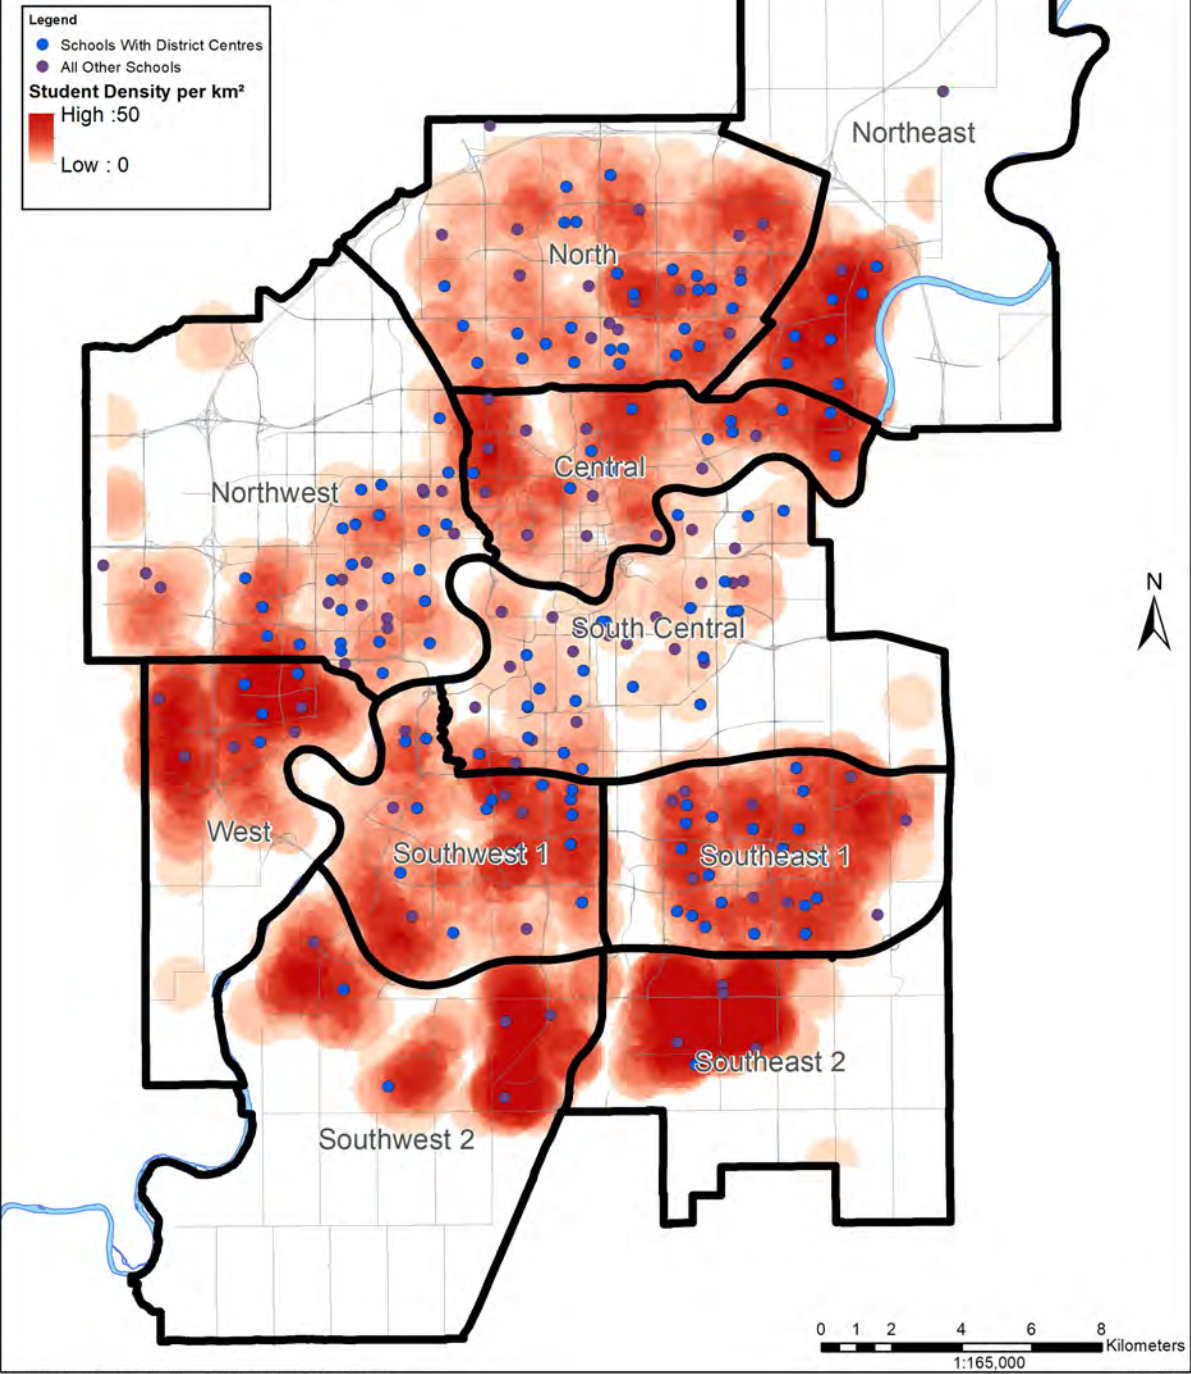 Legend
Schools With District Centres
All Other Schools
Student Density per km²
High :50
Low : 0
Northeast
North
Central
Northwest
South Central
West
Southwest 1
Southeast 1
Southeast 2
Southwest 2
N
0 1 2 4 6 8
Kilometers
1:165,000